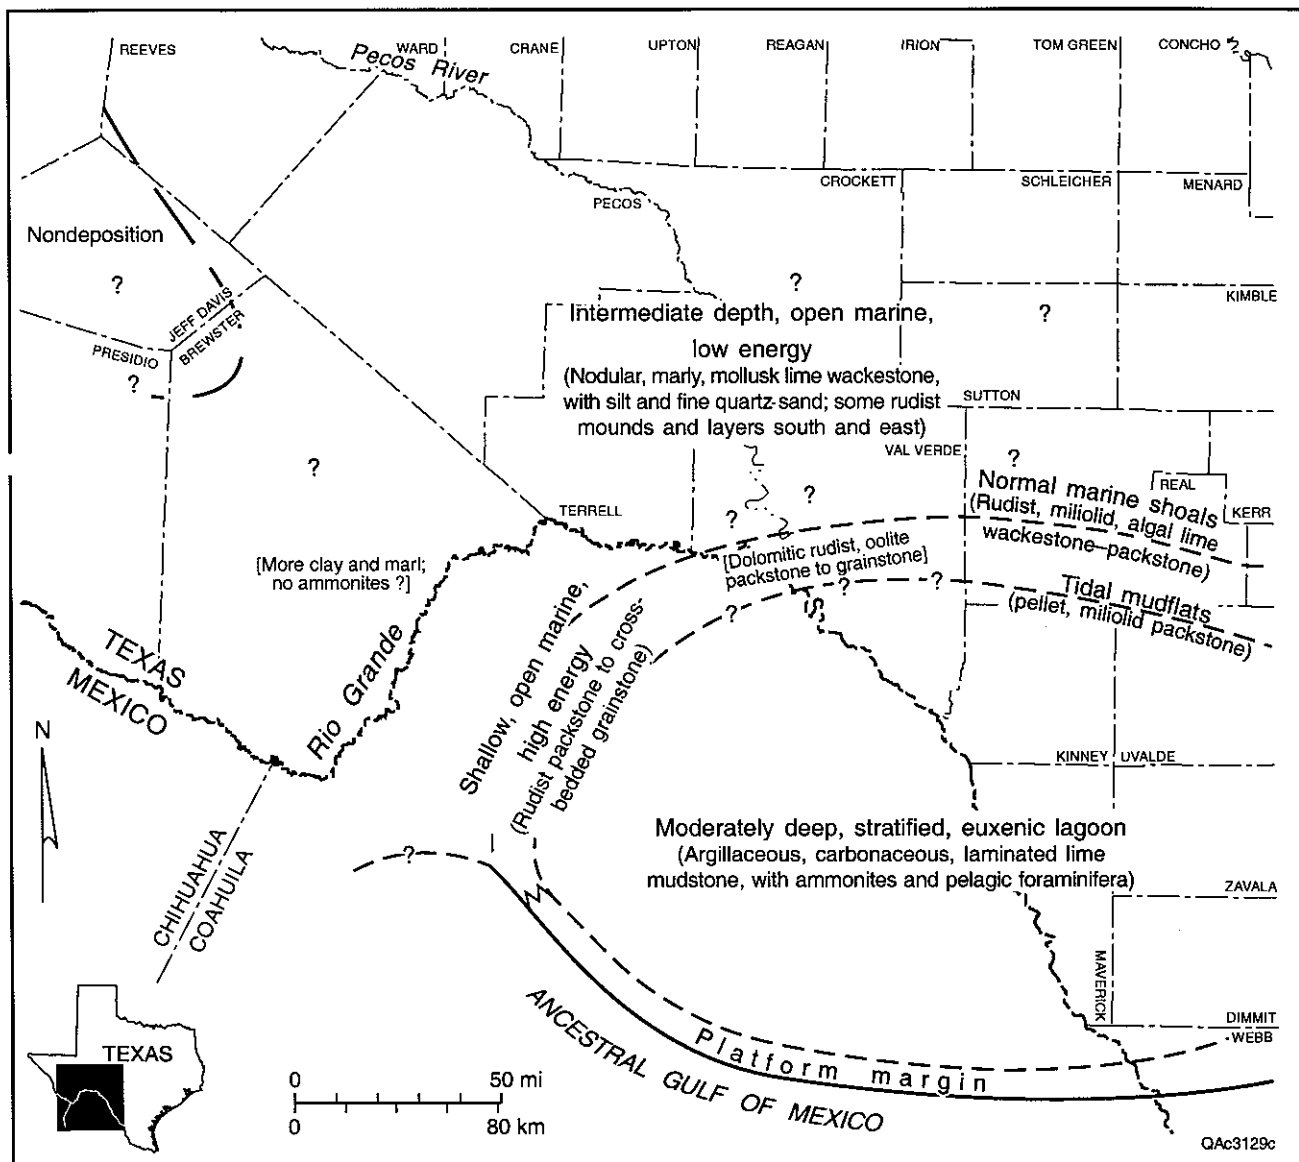 REEVES
WARD
CRANE
UPTON
REAGAN
IRION
TOM GREEN
CONCHO
Pecos River
CROCKETT
SCHLEICHER
MENARD
PECOS
Nondeposition
?
?
?
KIMBLE
JEFF DAVIS
BREWSTER
PRESIDIO
?
Intermediate depth, open marine,
low energy
(Nodular, marly, mollusk lime wackestone,
with silt and fine quartz-sand; some rudist
mounds and layers south and east)
SUTTON
VAL VERDE
?
?
REAL
KERR
Normal marine shoals
(Rudist, miliolid, algal lime
wackestone–packstone)
TERRELL
?
?
[More clay and marl;
no ammonites ?]
[Dolomitic rudist, oolite
packstone to grainstone]
?
?
?
Tidal mudflats
(pellet, miliolid packstone)
Shallow, open marine,
high energy
(Rudist packstone to cross-
bedded grainstone)
TEXAS
MEXICO
Rio Grande
N
KINNEY
UVALDE
Moderately deep, stratified, euxenic lagoon
(Argillaceous, carbonaceous, laminated lime
mudstone, with ammonites and pelagic foraminifera)
?
CHIHUAHUA
COAHUILA
ZAVALA
MAVERICK
DIMMIT
WEBB
Platform margin
ANCESTRAL GULF OF MEXICO
TEXAS
0 50 mi
0 80 km
QAc3129c